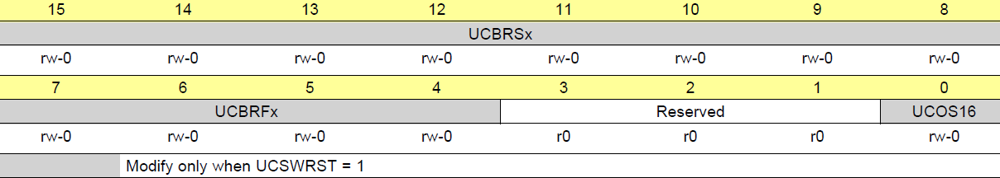 15 14 13 12 11 10 9 8
UCBRSx
rw-0 rw-0 rw-0 rw-0 rw-0 rw-0 rw-0 rw-0
7 6 5 4 3 2 1 0
UCBRFx Reserved UCOS16
rw-0 rw-0 rw-0 rw-0 r0 r0 r0 rw-0
Modify only when UCSWRST = 1